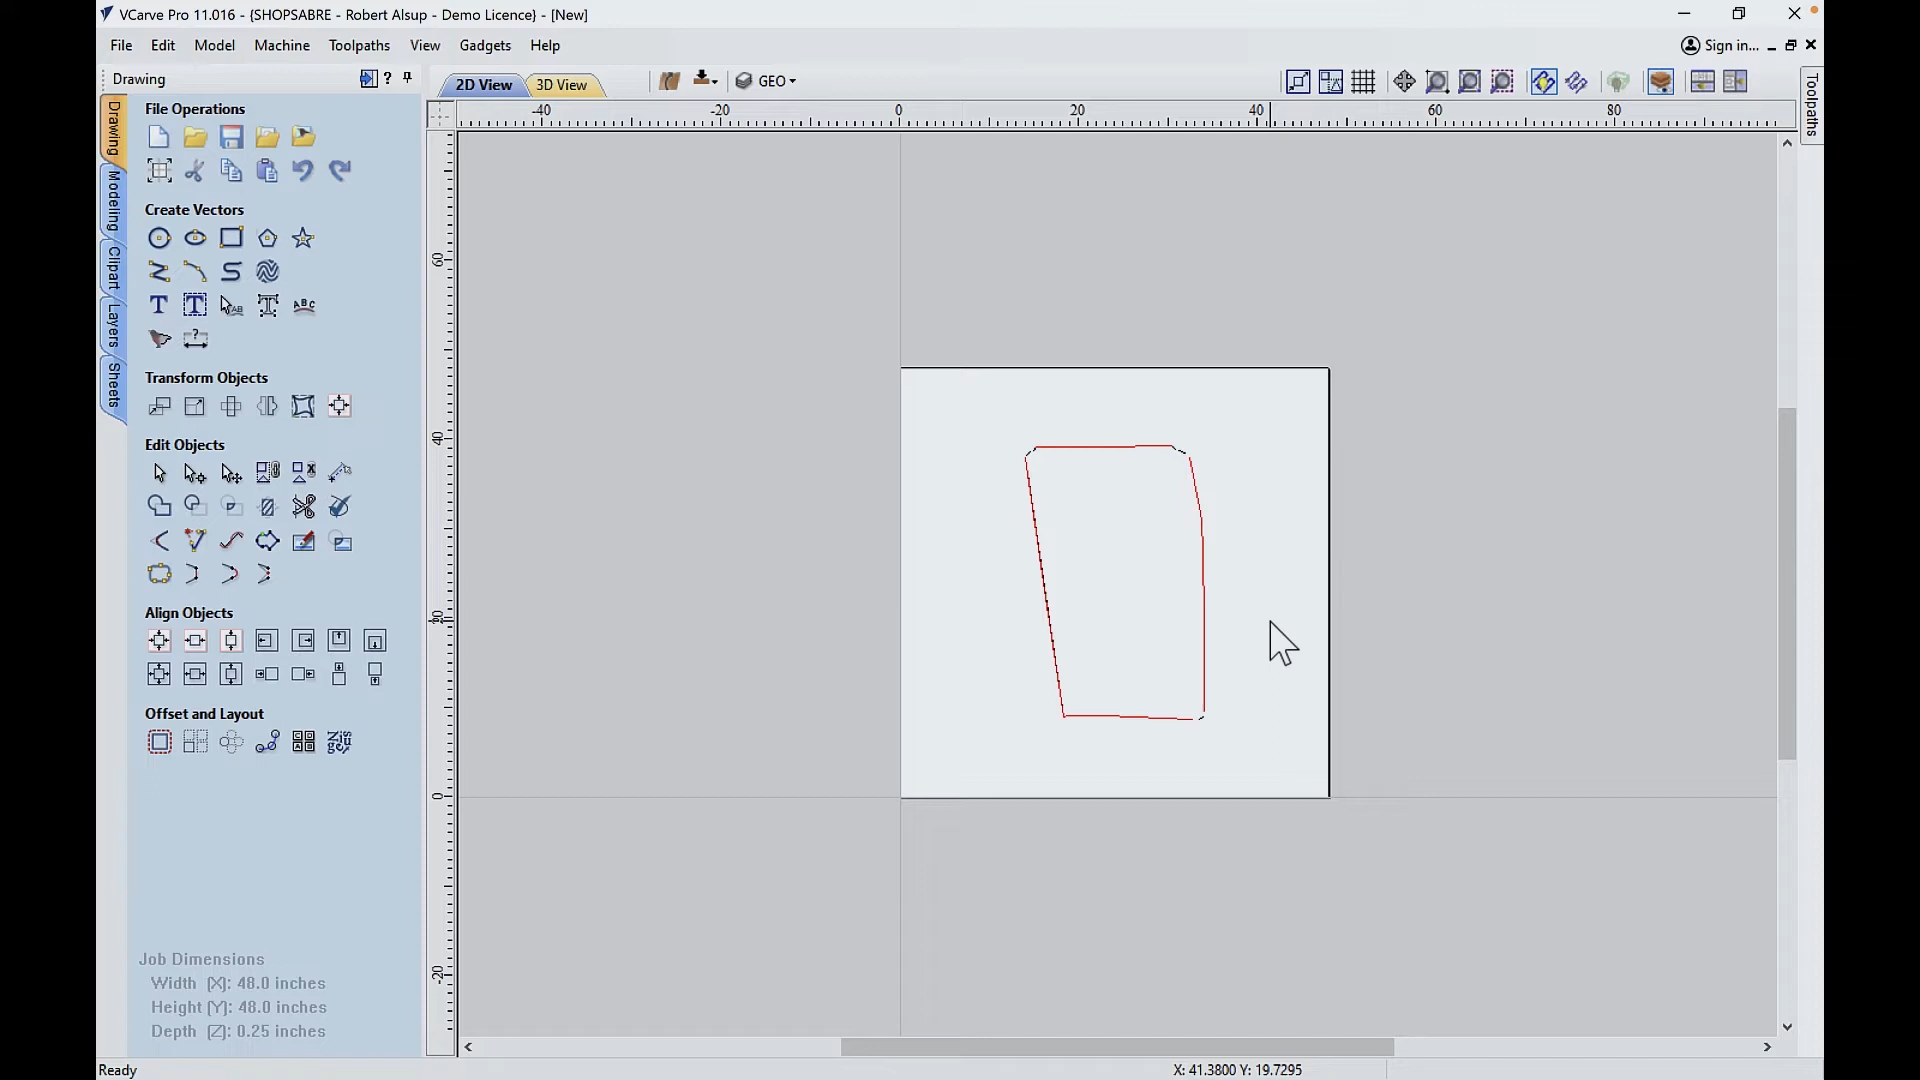 VCarve Pro 11.016 - {SHOPSABRE - Robert Alsup - Demo Licence} - [New]
File Edit Model Machine Toolpaths View Gadgets Help
Sign in...
Drawing
2D View 3D View
GEO
Toolpaths
-40 -20 0 20 40 60 80
Drawing
Modeling
Clipart
Layers
Sheets
File Operations
Create Vectors
Transform Objects
Edit Objects
Align Objects
Offset and Layout
60
40
20
0
-20
Job Dimensions
Width (X): 48.0 inches
Height (Y): 48.0 inches
Depth (Z): 0.25 inches
Ready
X: 41.3800 Y: 19.7295